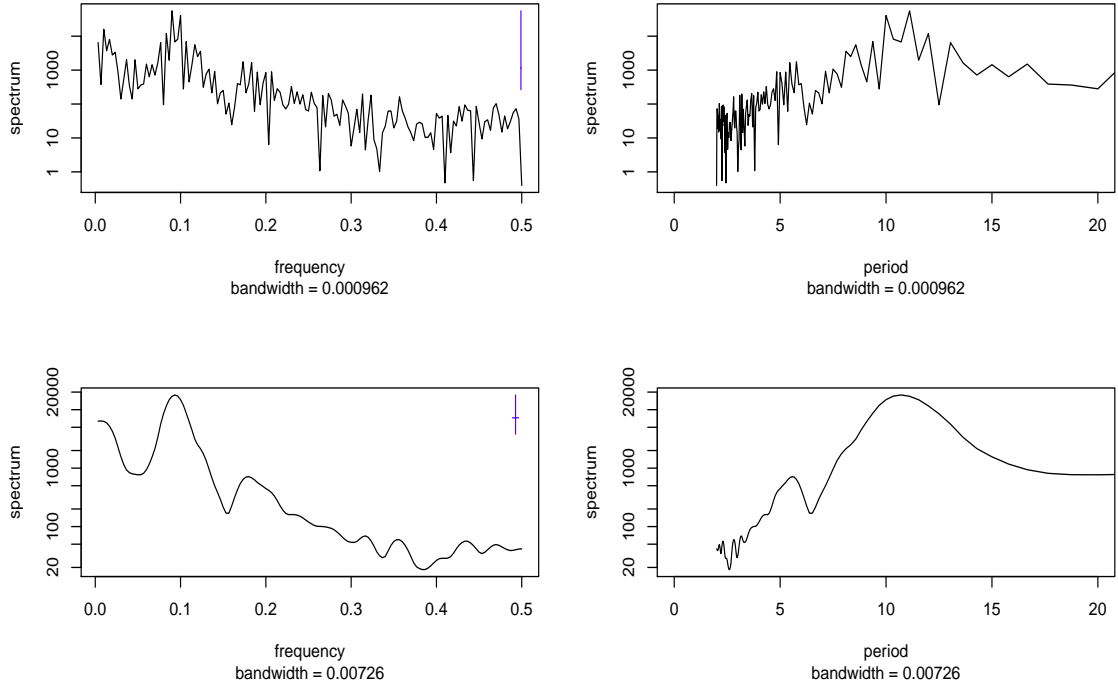 spectrum
1 10 1000
0.0 0.1 0.2 0.3 0.4 0.5
frequency
bandwidth = 0.000962
spectrum
1 10 1000
0 5 10 15 20
period
bandwidth = 0.000962
spectrum
20 100 1000 20000
0.0 0.1 0.2 0.3 0.4 0.5
frequency
bandwidth = 0.00726
spectrum
20 100 1000 20000
0 5 10 15 20
period
bandwidth = 0.00726